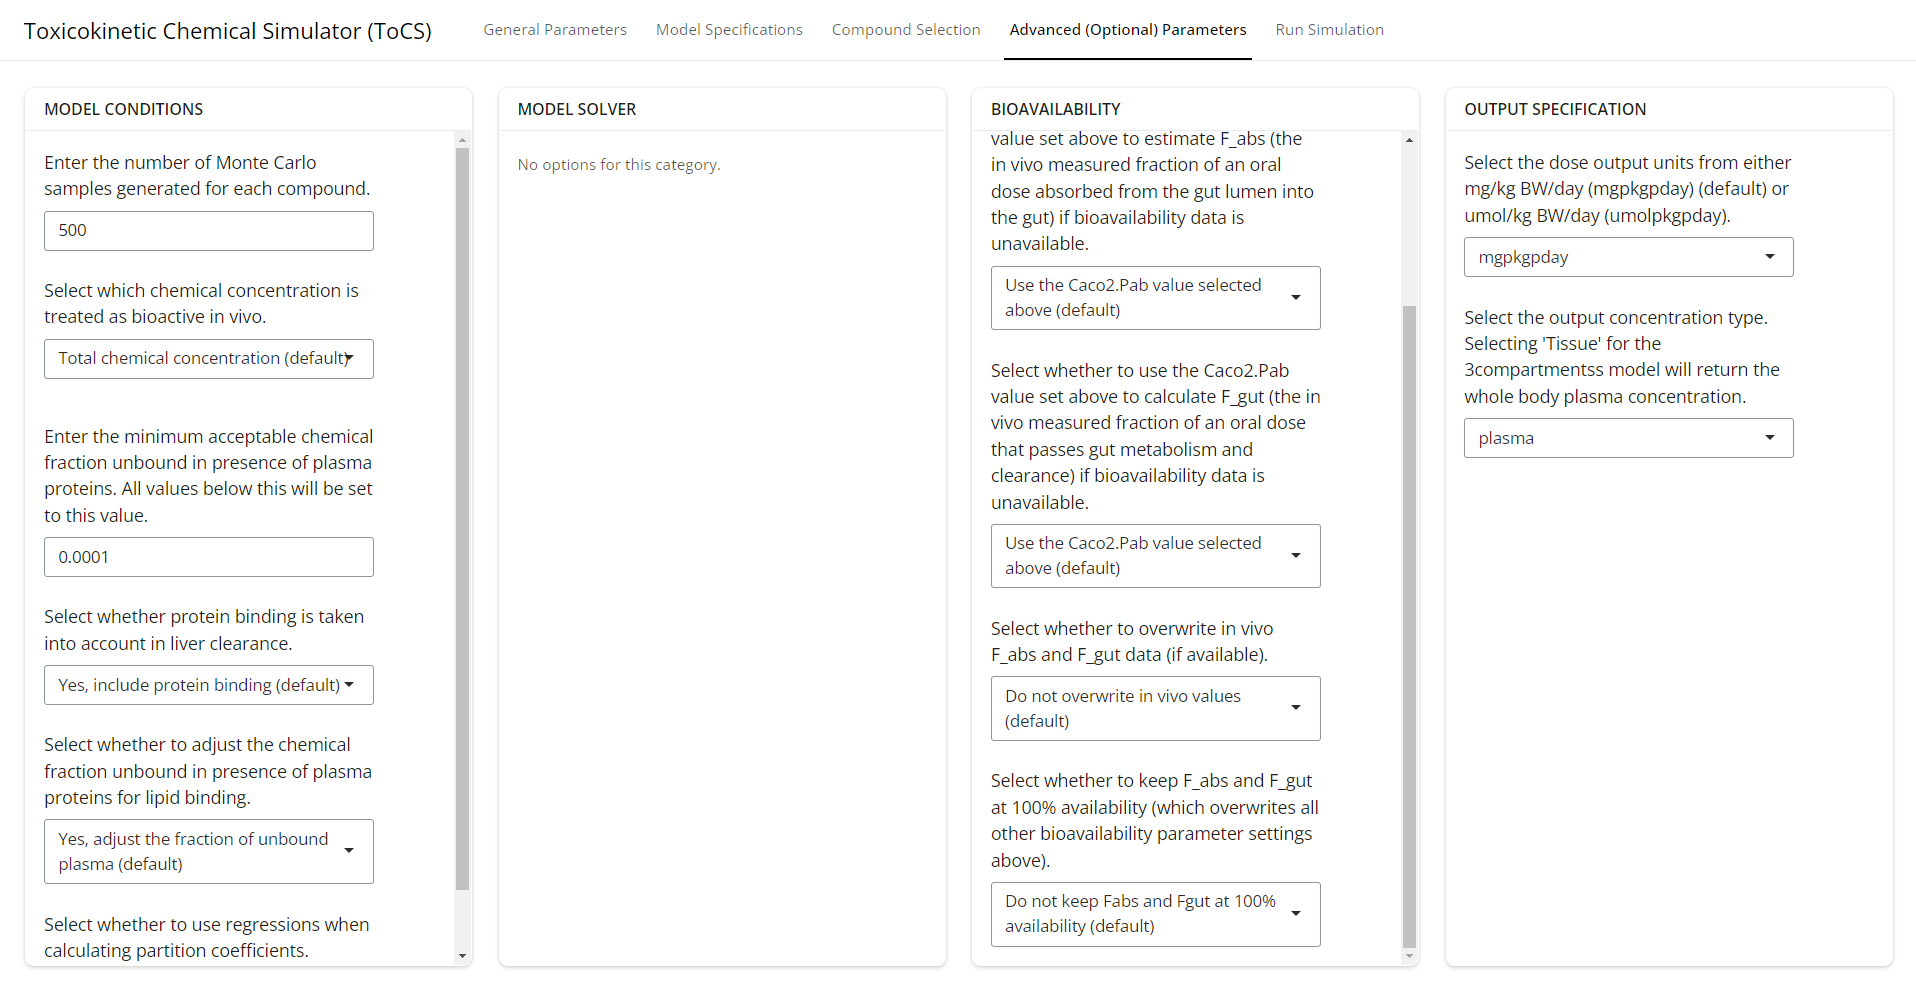 Toxicokinetic Chemical Simulator (ToCS)
General Parameters
Model Specifications
Compound Selection
Advanced (Optional) Parameters
Run Simulation
MODEL CONDITIONS
Enter the number of Monte Carlo
samples generated for each compound.
500
Select which chemical concentration is
treated as bioactive in vivo.
Total chemical concentration (default)
Enter the minimum acceptable chemical
fraction unbound in presence of plasma
proteins. All values below this will be set
to this value.
0.0001
Select whether protein binding is taken
into account in liver clearance.
Yes, include protein binding (default)
Select whether to adjust the chemical
fraction unbound in presence of plasma
proteins for lipid binding.
Yes, adjust the fraction of unbound
plasma (default)
Select whether to use regressions when
calculating partition coefficients.
MODEL SOLVER
No options for this category.
BIOAVAILABILITY
value set above to estimate F_abs (the
in vivo measured fraction of an oral
dose absorbed from the gut lumen into
the gut) if bioavailability data is
unavailable.
Use the Caco2.Pab value selected
above (default)
Select whether to use the Caco2.Pab
value set above to calculate F_gut (the in
vivo measured fraction of an oral dose
that passes gut metabolism and
clearance) if bioavailability data is
unavailable.
Use the Caco2.Pab value selected
above (default)
Select whether to overwrite in vivo
F_abs and F_gut data (if available).
Do not overwrite in vivo values
(default)
Select whether to keep F_abs and F_gut
at 100% availability (which overwrites all
other bioavailability parameter settings
above).
Do not keep Fabs and Fgut at 100%
availability (default)
OUTPUT SPECIFICATION
Select the dose output units from either
mg/kg BW/day (mgpkgpday) (default) or
umol/kg BW/day (umolpkgpday).
mgpkgpday
Select the output concentration type.
Selecting 'Tissue' for the
3compartmentss model will return the
whole body plasma concentration.
plasma